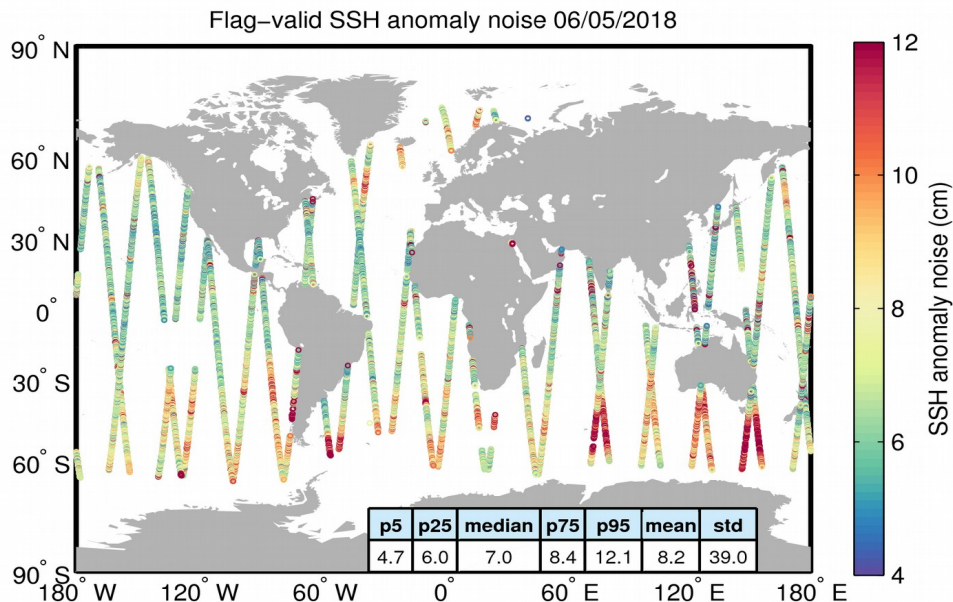 Flag−valid SSH anomaly noise 06/05/2018
90° N
60° N
30° N
0°
30° S
60° S
90° S
180° W
120° W
60° W
0°
60° E
120° E
180° E
p5 p25 median p75 p95 mean std
4.7 6.0 7.0 8.4 12.1 8.2 39.0
12
10
8
6
4
SSH anomaly noise (cm)